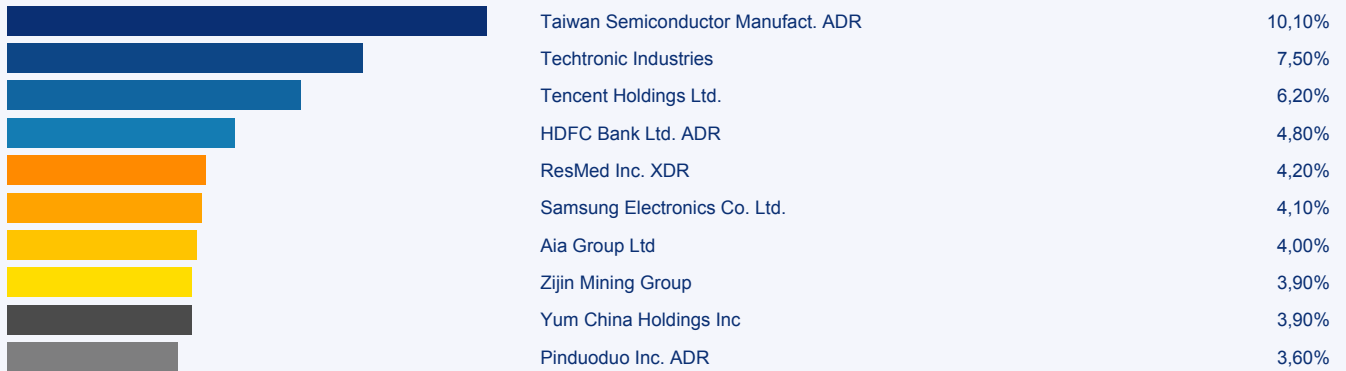 Taiwan Semiconductor Manufact. ADR 10,10%
Techtronic Industries 7,50%
Tencent Holdings Ltd. 6,20%
HDFC Bank Ltd. ADR 4,80%
ResMed Inc. XDR 4,20%
Samsung Electronics Co. Ltd. 4,10%
Aia Group Ltd 4,00%
Zijin Mining Group 3,90%
Yum China Holdings Inc 3,90%
Pinduoduo Inc. ADR 3,60%